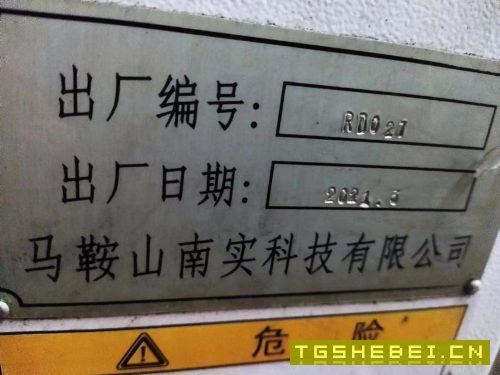 出厂编号: RD021
出厂日期: 2021.5
马鞍山南实科技有限公司
危 险
TGSHEBEI.CN